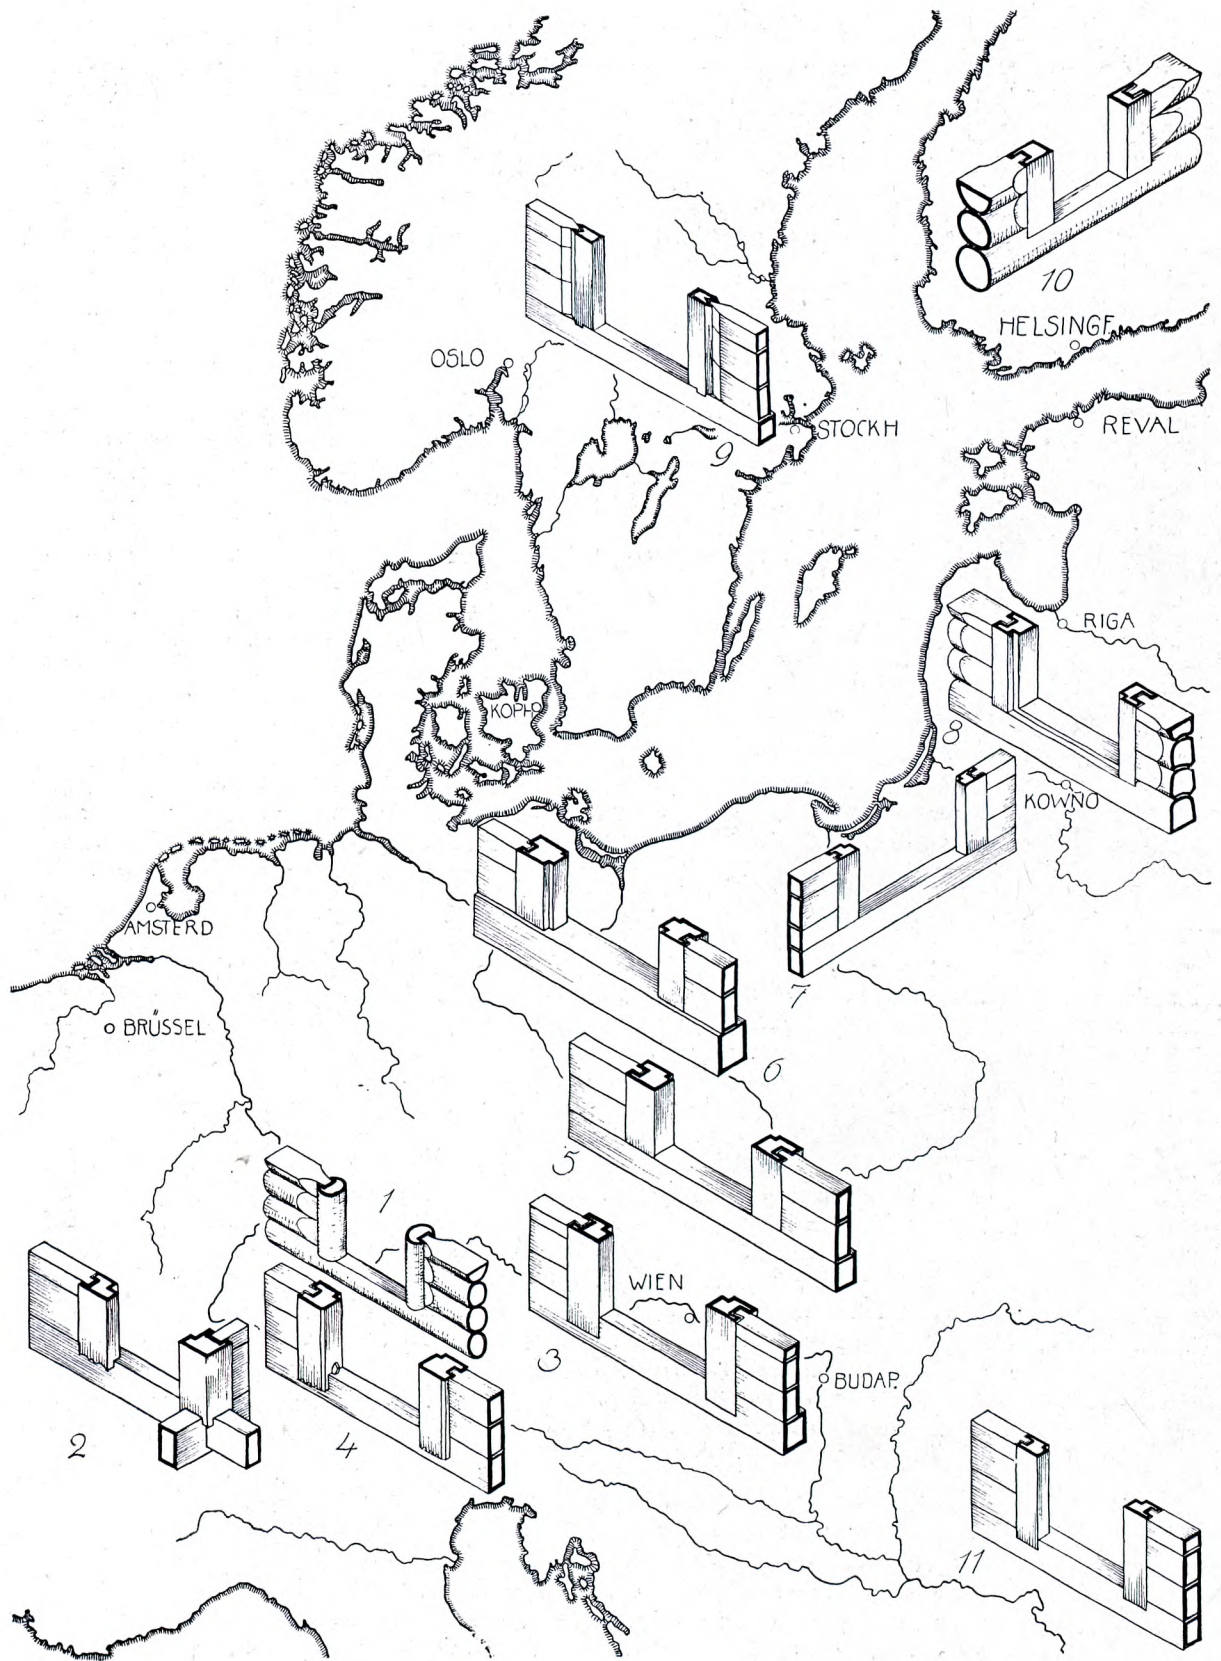 10
HELSINGF.
OSLO
STOCKH
9
REVAL
RIGA
8
KOPHP
KOWNO
AMSTERD
7
BRÜSSEL
6
5
1
WIEN
3
BUDAP.
2
4
11